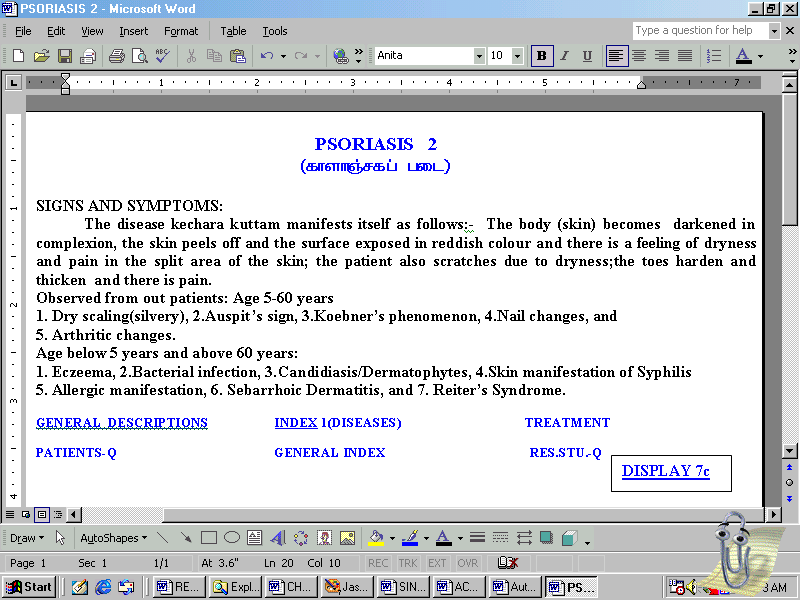 PSORIASIS 2 - Microsoft Word
File Edit View Insert Format Table Tools Type a question for help
Anita 10 B I U A
1 2 3 4 5 7
PSORIASIS 2
(காளாஞ்சகப் படை)
SIGNS AND SYMPTOMS:
The disease kechara kuttam manifests itself as follows:- The body (skin) becomes darkened in
complexion, the skin peels off and the surface exposed in reddish colour and there is a feeling of dryness
and pain in the split area of the skin; the patient also scratches due to dryness;the toes harden and
thicken and there is pain.
Observed from out patients: Age 5-60 years
1. Dry scaling(silvery), 2.Auspit's sign, 3.Koebner's phenomenon, 4.Nail changes, and
5. Arthritic changes.
Age below 5 years and above 60 years:
1. Eczeema, 2.Bacterial infection, 3.Candidiasis/Dermatophytes, 4.Skin manifestation of Syphilis
5. Allergic manifestation, 6. Sebarrhoic Dermatitis, and 7. Reiter's Syndrome.
GENERAL DESCRIPTIONS INDEX 1(DISEASES) TREATMENT
PATIENTS-Q GENERAL INDEX RES.STU.-Q
DISPLAY 7c
Draw AutoShapes A
Page 1 Sec 1 1/1 At 3.6" Ln 20 Col 10 REC TRK EXT OVR
Start RE... Expl... CH... Jas... SIN... AC... Aut... PS... AM